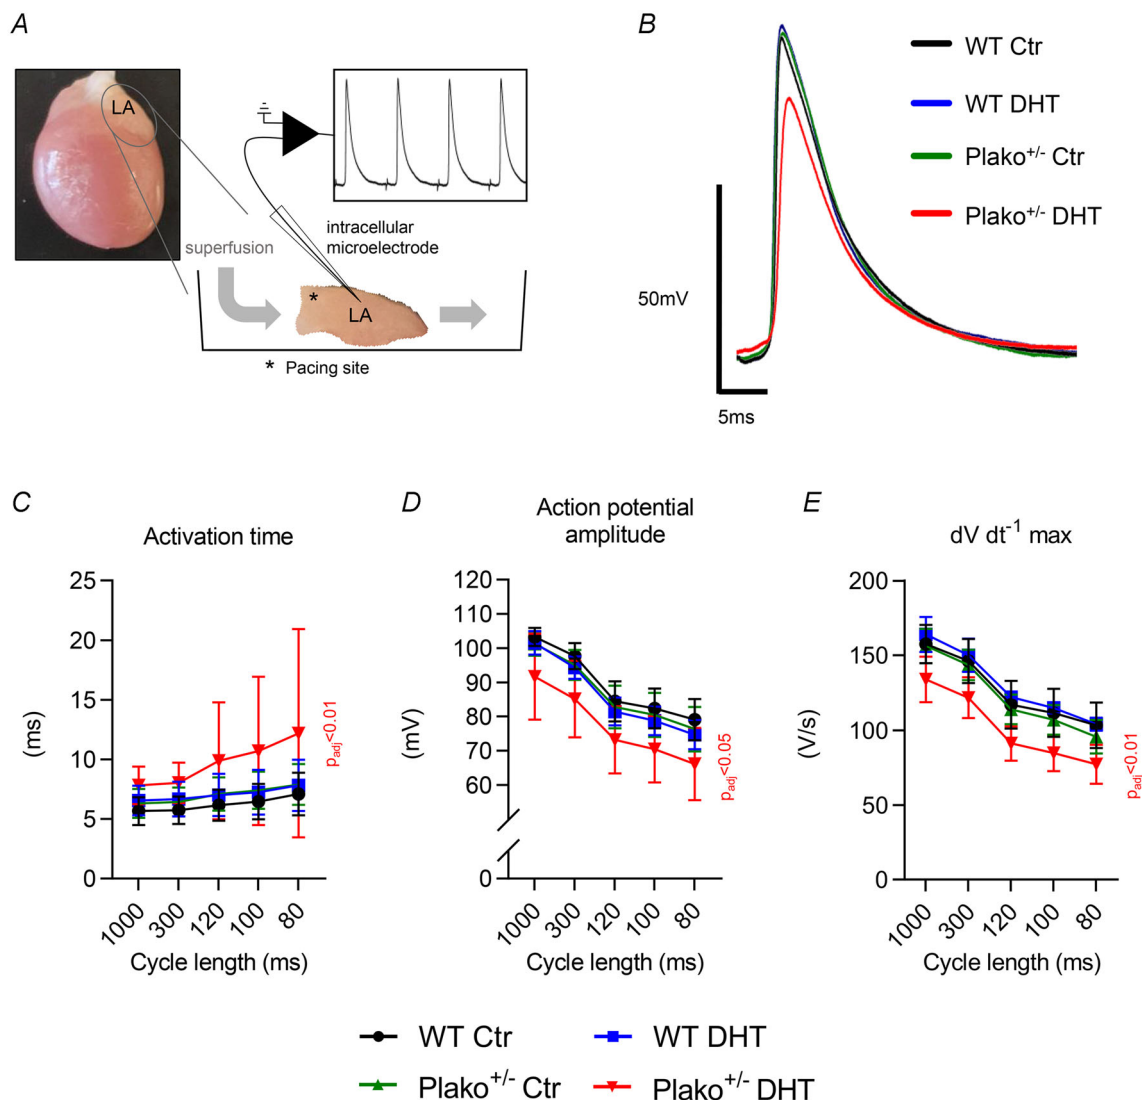 A
LA
superfusion
intracellular
microelectrode
*
LA
* Pacing site
B
WT Ctr
WT DHT
Plako+/- Ctr
Plako+/- DHT
50mV
5ms
C
Activation time
25
20
15
10
5
0
(ms)
padj<0.01
1000
300
120
100
80
Cycle length (ms)
D
Action potential
amplitude
120
110
100
90
80
70
60
0
(mV)
padj<0.05
1000
300
120
100
80
Cycle length (ms)
E
dV dt-1 max
200
150
100
50
0
(V/s)
padj<0.01
1000
300
120
100
80
Cycle length (ms)
WT Ctr
WT DHT
Plako+/- Ctr
Plako+/- DHT